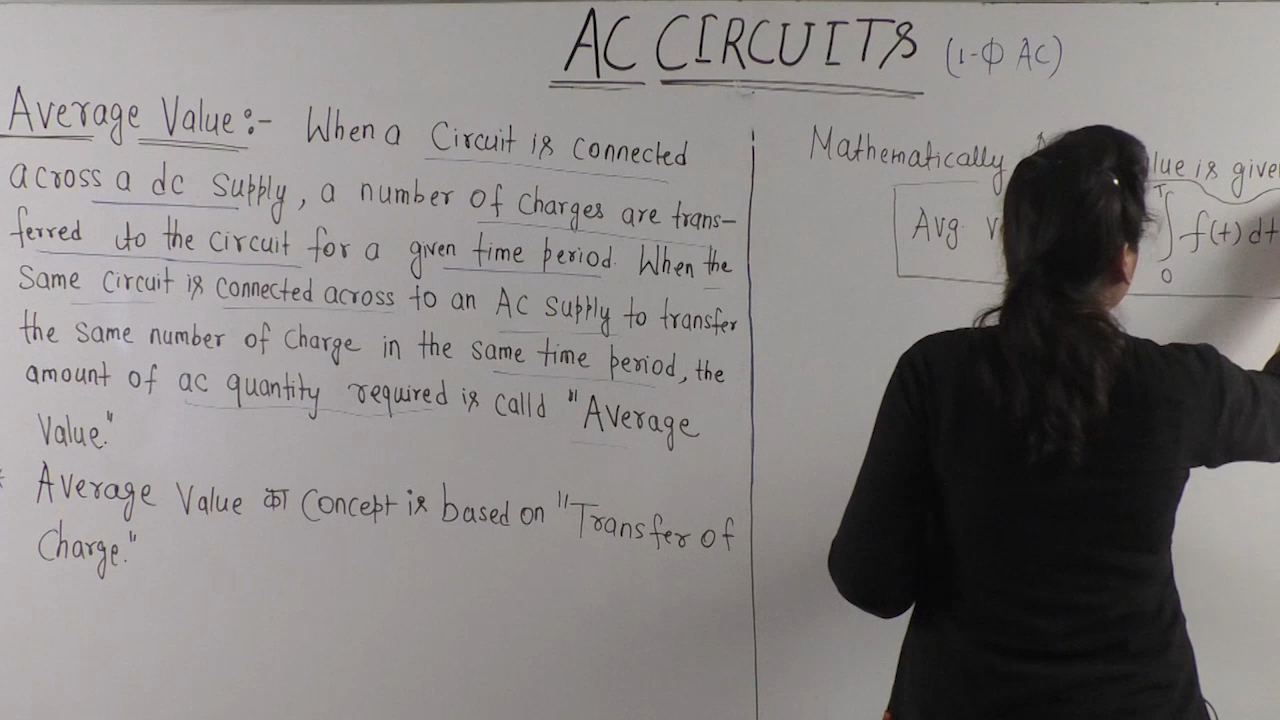 AC CIRCUITS (1-Φ AC)
Average Value:- When a Circuit is connected
across a dc Supply, a number of Charges are trans-
ferred to the circuit for a given time period. When the
Same circuit is connected across to an AC supply to transfer
the same number of Charge in the same time period, the
amount of ac quantity required is calld "Average
Value."
* Average Value का Concept is based on "Transfer of
Charge."
Mathematically is give
Avg ∫ f(t) dt
0